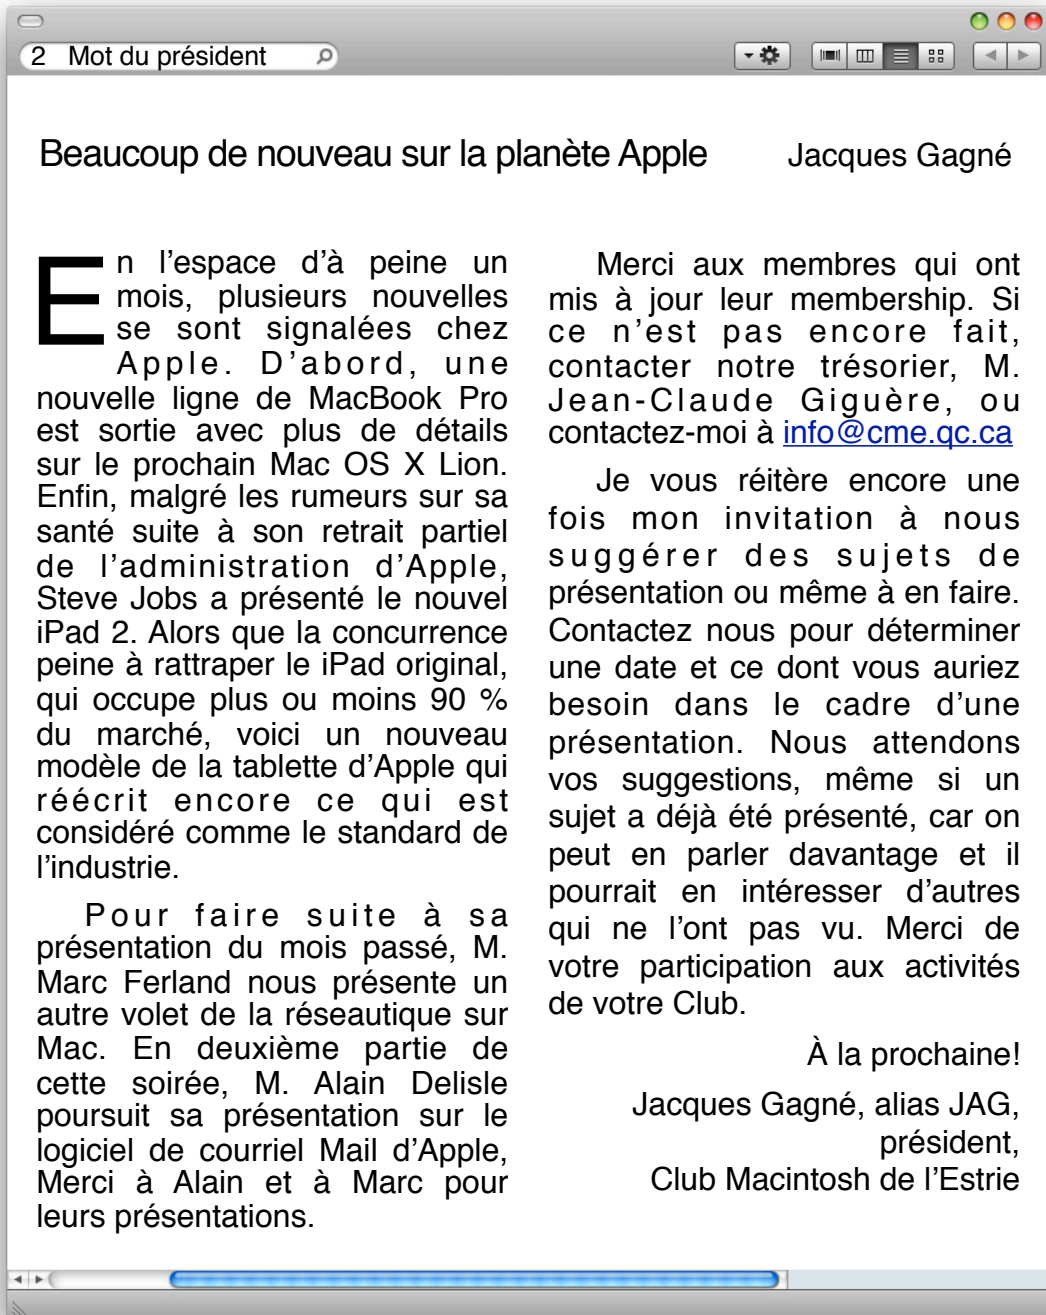 2 Mot du président
Beaucoup de nouveau sur la planète Apple
Jacques Gagné
En l'espace d'à peine un
mois, plusieurs nouvelles
se sont signalées chez
Apple. D'abord, une
nouvelle ligne de MacBook Pro
est sortie avec plus de détails
sur le prochain Mac OS X Lion.
Enfin, malgré les rumeurs sur sa
santé suite à son retrait partiel
de l'administration d'Apple,
Steve Jobs a présenté le nouvel
iPad 2. Alors que la concurrence
peine à rattraper le iPad original,
qui occupe plus ou moins 90 %
du marché, voici un nouveau
modèle de la tablette d'Apple qui
réécrit encore ce qui est
considéré comme le standard de
l'industrie.
Pour faire suite à sa
présentation du mois passé, M.
Marc Ferland nous présente un
autre volet de la réseautique sur
Mac. En deuxième partie de
cette soirée, M. Alain Delisle
poursuit sa présentation sur le
logiciel de courriel Mail d'Apple,
Merci à Alain et à Marc pour
leurs présentations.
Merci aux membres qui ont
mis à jour leur membership. Si
ce n'est pas encore fait,
contacter notre trésorier, M.
Jean-Claude Giguère, ou
contactez-moi à info@cme.qc.ca
Je vous réitère encore une
fois mon invitation à nous
suggérer des sujets de
présentation ou même à en faire.
Contactez nous pour déterminer
une date et ce dont vous auriez
besoin dans le cadre d'une
présentation. Nous attendons
vos suggestions, même si un
sujet a déjà été présenté, car on
peut en parler davantage et il
pourrait en intéresser d'autres
qui ne l'ont pas vu. Merci de
votre participation aux activités
de votre Club.
À la prochaine!
Jacques Gagné, alias JAG,
président,
Club Macintosh de l'Estrie